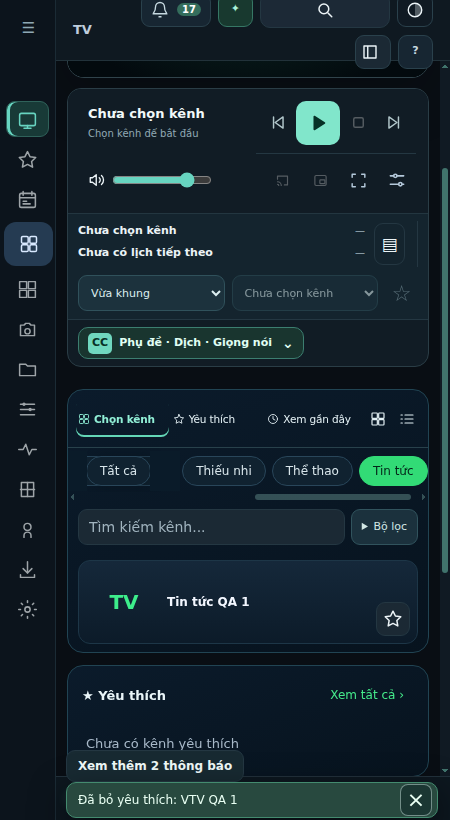 17
TV
?
Chưa chọn kênh
Chọn kênh để bắt đầu
Chưa chọn kênh —
Chưa có lịch tiếp theo —
Vừa khung
Chưa chọn kênh
CC Phụ đề · Dịch · Giọng nói
Chọn kênh Yêu thích Xem gần đây
Tất cả Thiếu nhi Thể thao Tin tức
Tìm kiếm kênh...
Bộ lọc
TV Tin tức QA 1
★ Yêu thích Xem tất cả ›
Chưa có kênh yêu thích
Xem thêm 2 thông báo
Đã bỏ yêu thích: VTV QA 1